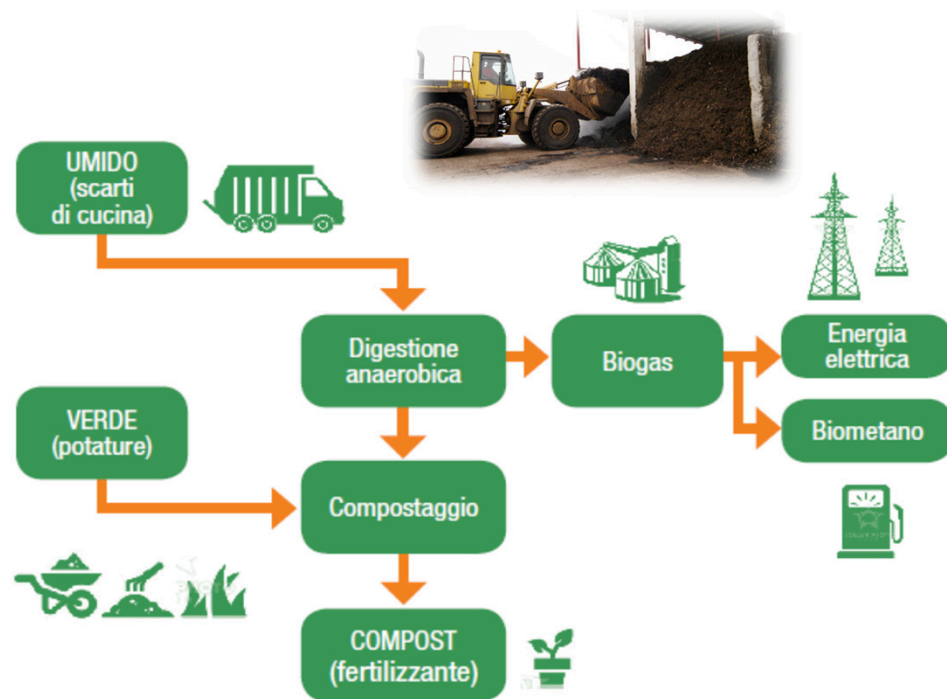 UMIDO
(scarti
di cucina)
Digestione
anaerobica
Biogas
Energia
elettrica
VERDE
(potature)
Biometano
Compostaggio
COMPOST
(fertilizzante)